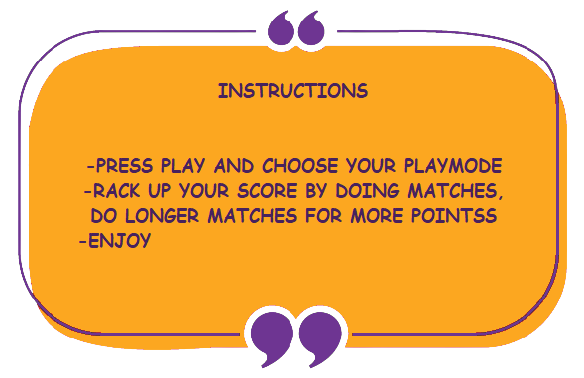 INSTRUCTIONS
-PRESS PLAY AND CHOOSE YOUR PLAYMODE
-RACK UP YOUR SCORE BY DOING MATCHES,
DO LONGER MATCHES FOR MORE POINTSS
-ENJOY